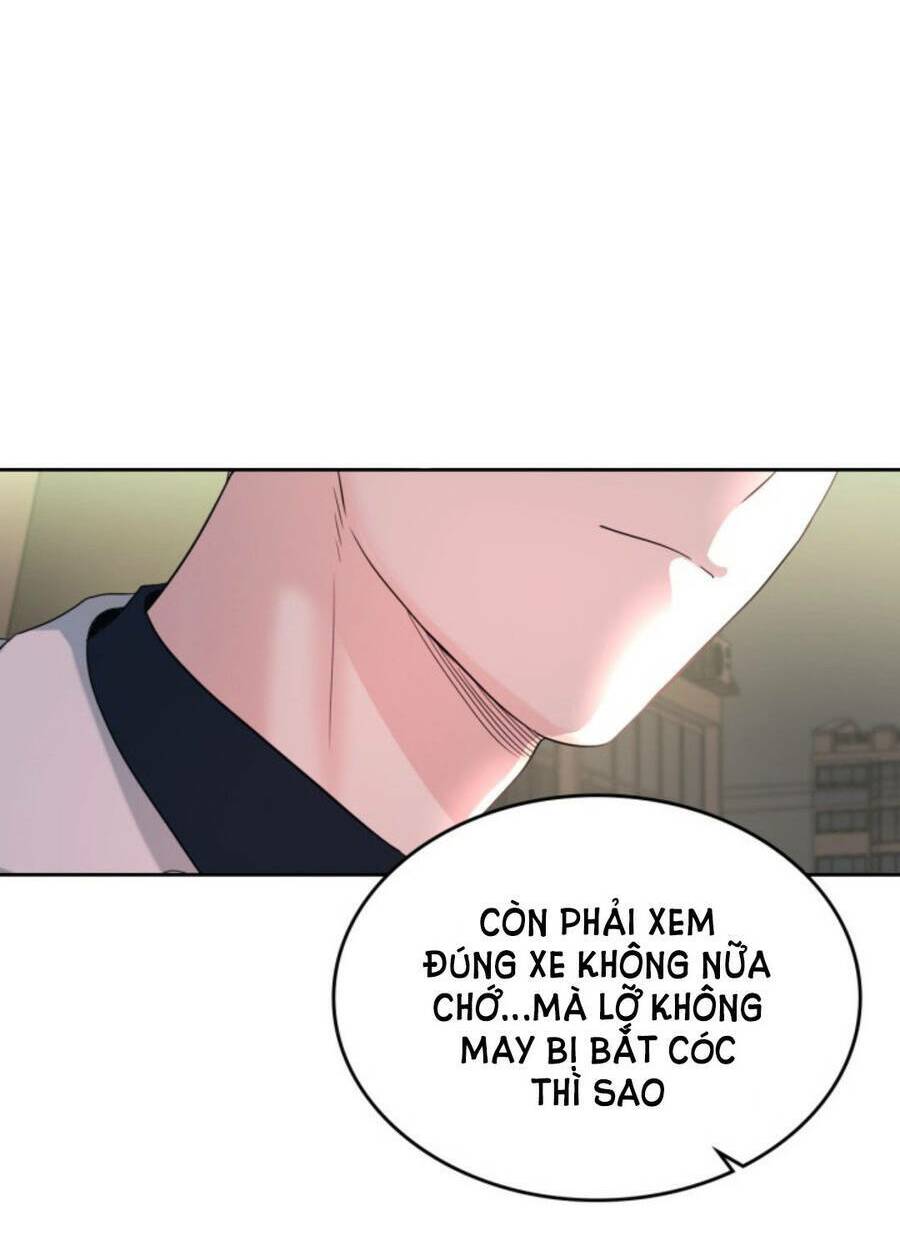 CÒN PHẢI XEM
ĐÚNG XE KHÔNG NỮA
CHỚ...MÀ LỠ KHÔNG
MAY BỊ BẮT CÓC
THÌ SAO